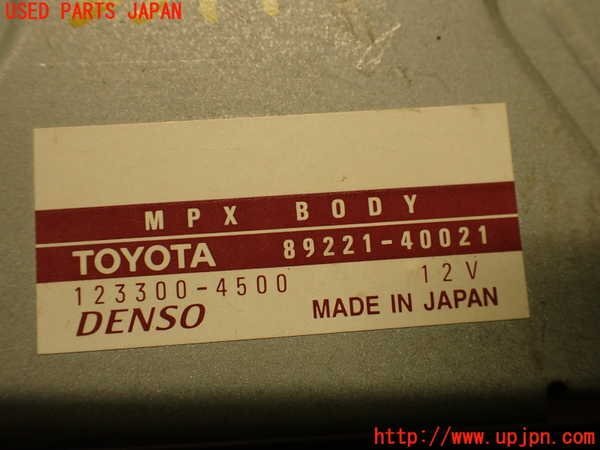 USED PARTS JAPAN
MPX BODY
TOYOTA 89221-40021
123300-4500 12V
DENSO MADE IN JAPAN
http://www.upjpn.com/